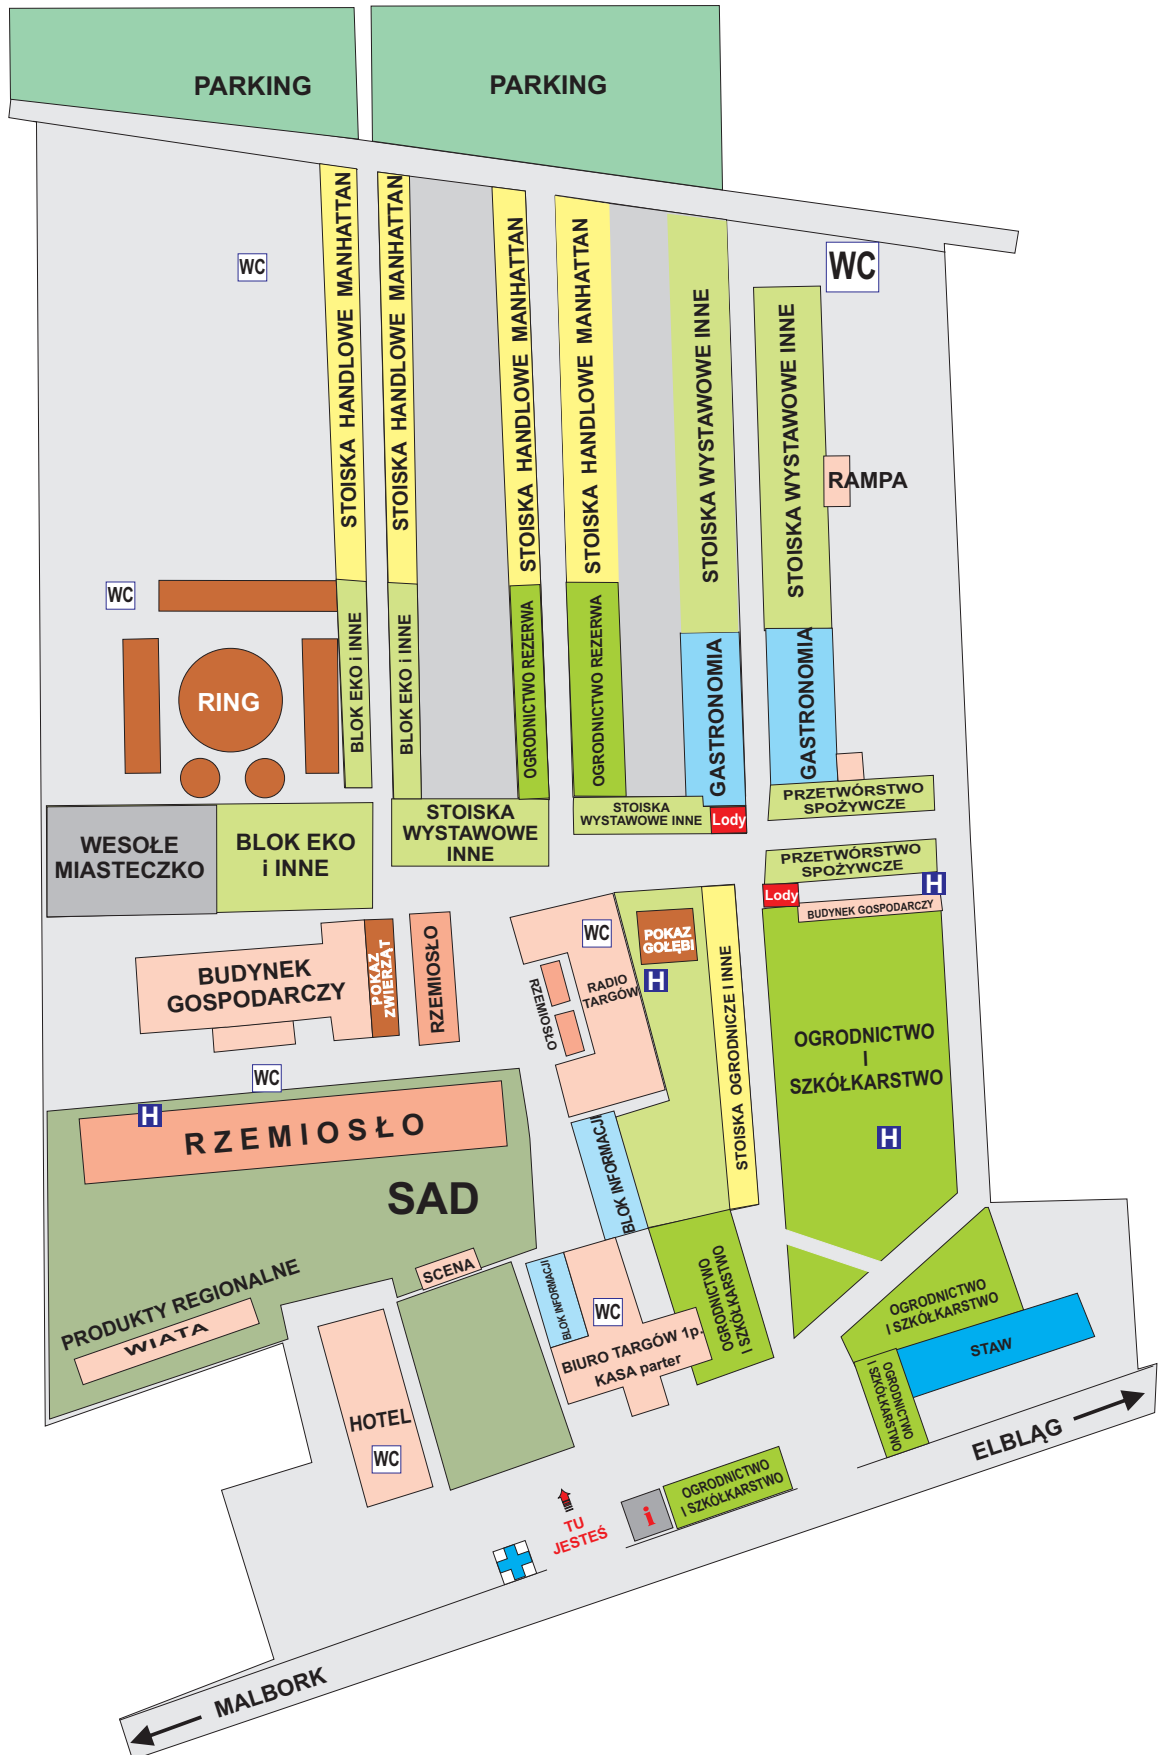 PARKING
PARKING
STOISKA HANDLOWE MANHATTAN
STOISKA HANDLOWE MANHATTAN
STOISKA HANDLOWE MANHATTAN
STOISKA HANDLOWE MANHATTAN
STOISKA WYSTAWOWE INNE
STOISKA WYSTAWOWE INNE
WC
WC
RAMPA
WC
RING
BLOK EKO i INNE
BLOK EKO i INNE
OGRODNICTWO REZERWA
OGRODNICTWO REZERWA
GASTRONOMIA
GASTRONOMIA
PRZETWÓRSTWO
SPOŻYWCZE
WESOŁE
MIASTECZKO
BLOK EKO
i INNE
STOISKA
WYSTAWOWE
INNE
STOISKA
WYSTAWOWE INNE
Lody
PRZETWÓRSTWO
SPOŻYWCZE
H
Lody
BUDYNEK GOSPODARCZY
BUDYNEK
GOSPODARCZY
POKAZ
ZWIERZĄT
RZEMIOSŁO
WC
RADIO
TARGÓW
RZEMIOSŁO
POKAZ
GOŁĘBI
H
STOISKA OGRODNICZE I INNE
OGRODNICTWO
I
SZKÓŁKARSTWO
H
WC
H
RZEMIOSŁO
SAD
BLOK INFORMACJI
SCENA
PRODUKTY REGIONALNE
WIATA
BLOK INFORMACJI
WC
BIURO TARGÓW 1p.
KASA parter
OGRODNICTWO
I SZKÓŁKARSTWO
OGRODNICTWO
I SZKÓŁKARSTWO
STAW
OGRODNICTWO
I SZKÓŁKARSTWO
HOTEL
WC
ELBLĄG
OGRODNICTWO
I SZKÓŁKARSTWO
i
TU
JESTEŚ
MALBORK